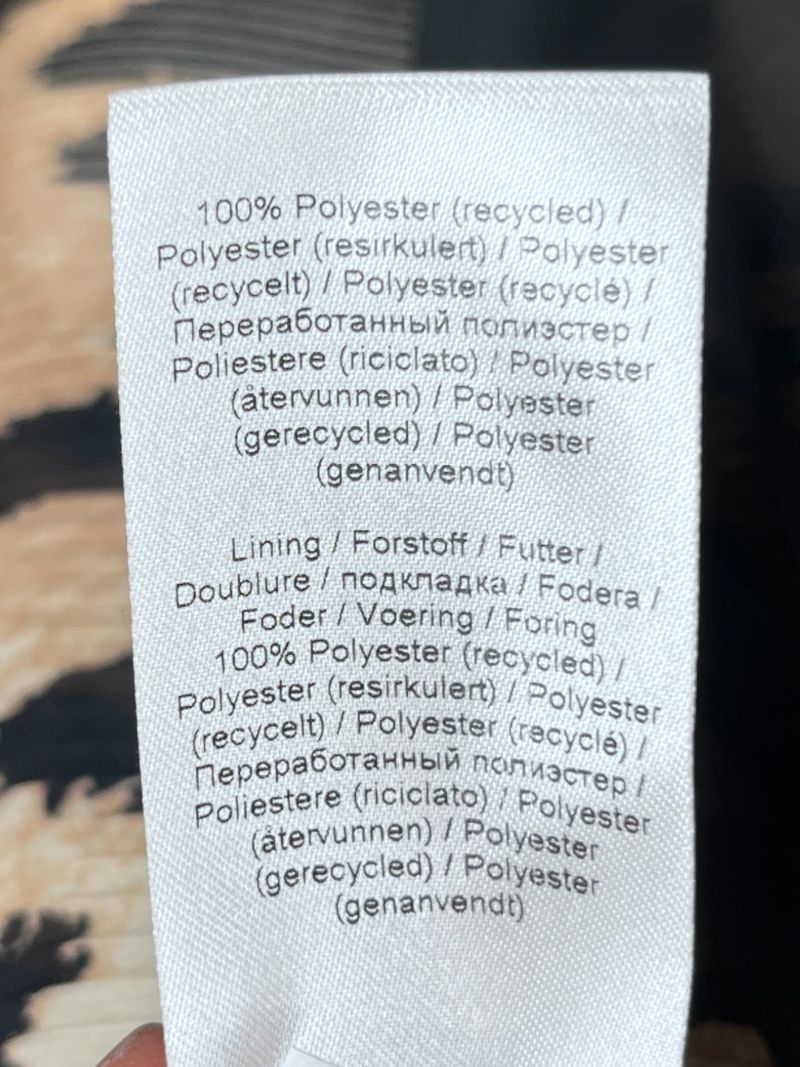 100% Polyester (recycled) /
Polyester (resirkulert) / Polyester
(recycelt) / Polyester (recyclé) /
Переработанный полиэстер /
Poliestere (riciclato) / Polyester
(återvunnen) / Polyester
(gerecycled) / Polyester
(genanvendt)
Lining / Forstoff / Futter /
Doublure / подкладка / Fodera /
Foder / Voering / Foring
100% Polyester (recycled) /
Polyester (resirkulert) / Polyester
(recycelt) / Polyester (recyclé) /
Переработанный полиэстер /
Poliestere (riciclato) / Polyester
(återvunnen) / Polyester
(gerecycled) / Polyester
(genanvendt)